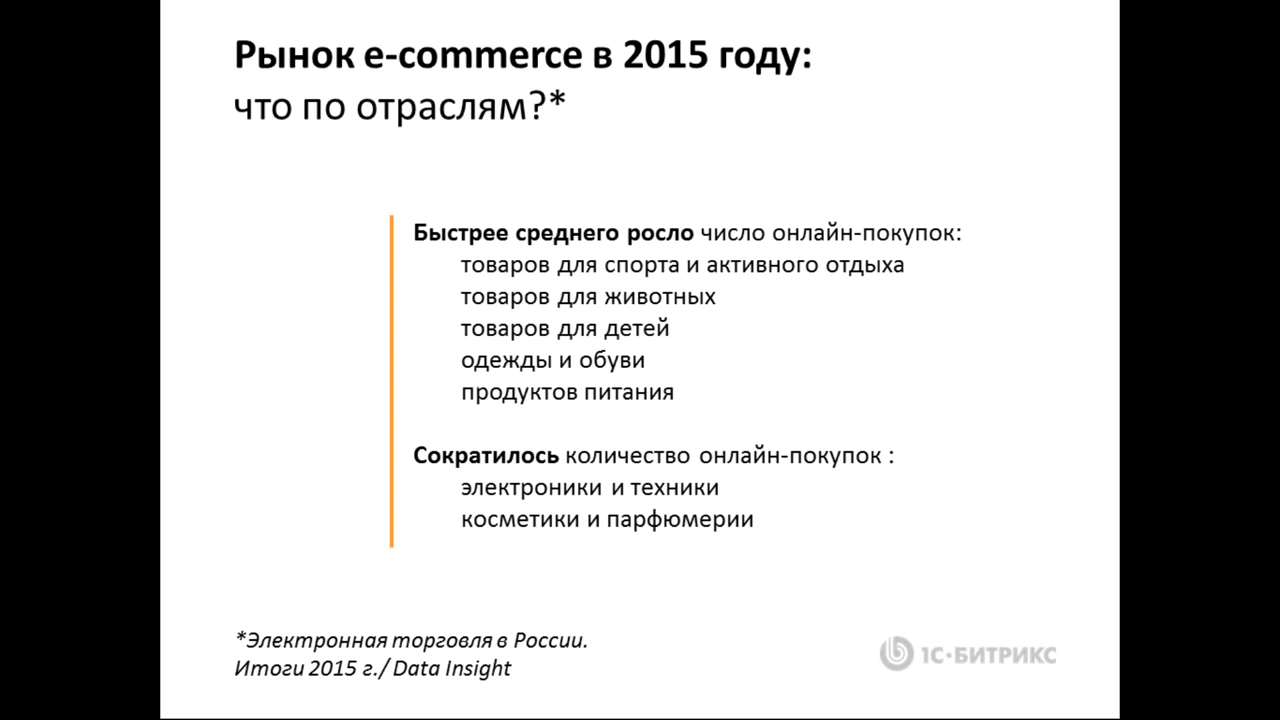 Рынок e-commerce в 2015 году:
что по отраслям?*
Быстрее среднего росло число онлайн-покупок:
товаров для спорта и активного отдыха
товаров для животных
товаров для детей
одежды и обуви
продуктов питания
Сократилось количество онлайн-покупок :
электроники и техники
косметики и парфюмерии
*Электронная торговля в России.
Итоги 2015 г./ Data Insight
1С-БИТРИКС